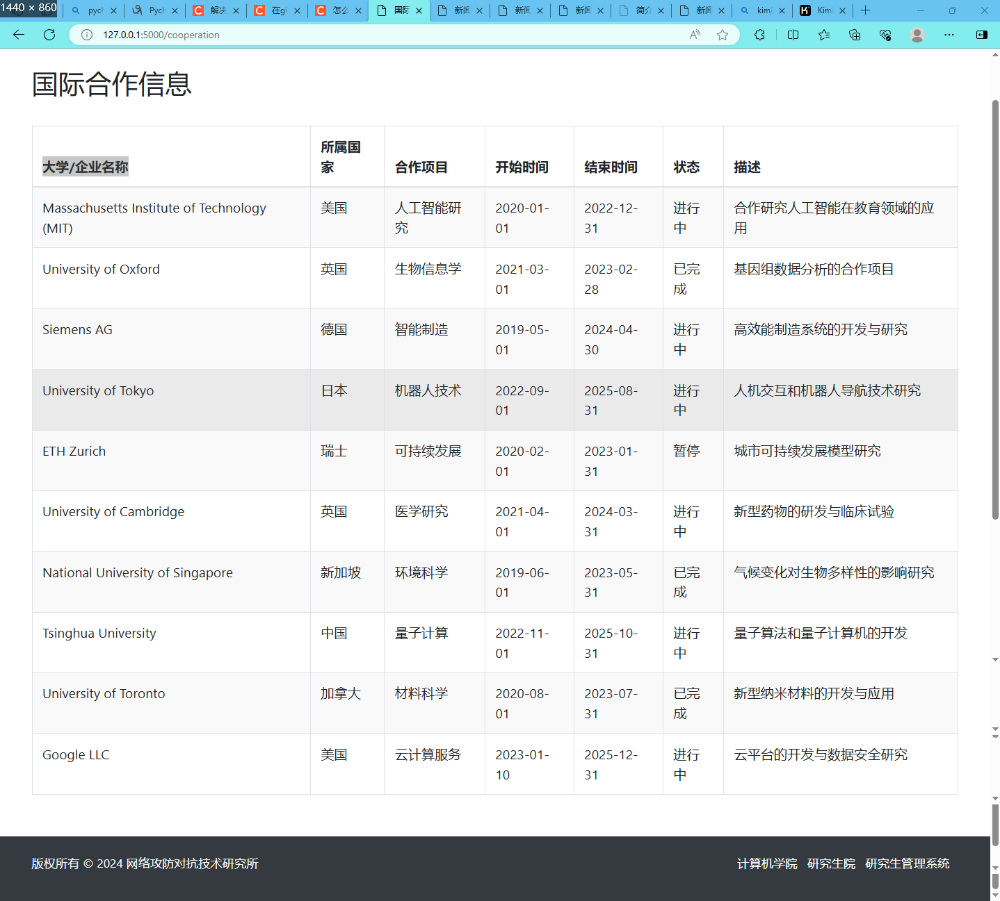 1440 × 860
pych
Pych
解决
在gi
怎么
国际
新闻
新闻
新闻
简介
新闻
kimi
Kimi
127.0.0.1:5000/cooperation
国际合作信息
大学/企业名称 所属国家 合作项目 开始时间 结束时间 状态 描述
Massachusetts Institute of Technology (MIT) 美国 人工智能研究 2020-01-01 2022-12-31 进行中 合作研究人工智能在教育领域的应用
University of Oxford 英国 生物信息学 2021-03-01 2023-02-28 已完成 基因组数据分析的合作项目
Siemens AG 德国 智能制造 2019-05-01 2024-04-30 进行中 高效能制造系统的开发与研究
University of Tokyo 日本 机器人技术 2022-09-01 2025-08-31 进行中 人机交互和机器人导航技术研究
ETH Zurich 瑞士 可持续发展 2020-02-01 2023-01-31 暂停 城市可持续发展模型研究
University of Cambridge 英国 医学研究 2021-04-01 2024-03-31 进行中 新型药物的研发与临床试验
National University of Singapore 新加坡 环境科学 2019-06-01 2023-05-31 已完成 气候变化对生物多样性的影响研究
Tsinghua University 中国 量子计算 2022-11-01 2025-10-31 进行中 量子算法和量子计算机的开发
University of Toronto 加拿大 材料科学 2020-08-01 2023-07-31 已完成 新型纳米材料的开发与应用
Google LLC 美国 云计算服务 2023-01-10 2025-12-31 进行中 云平台的开发与数据安全研究
版权所有 © 2024 网络攻防对抗技术研究所
计算机学院 研究生院 研究生管理系统